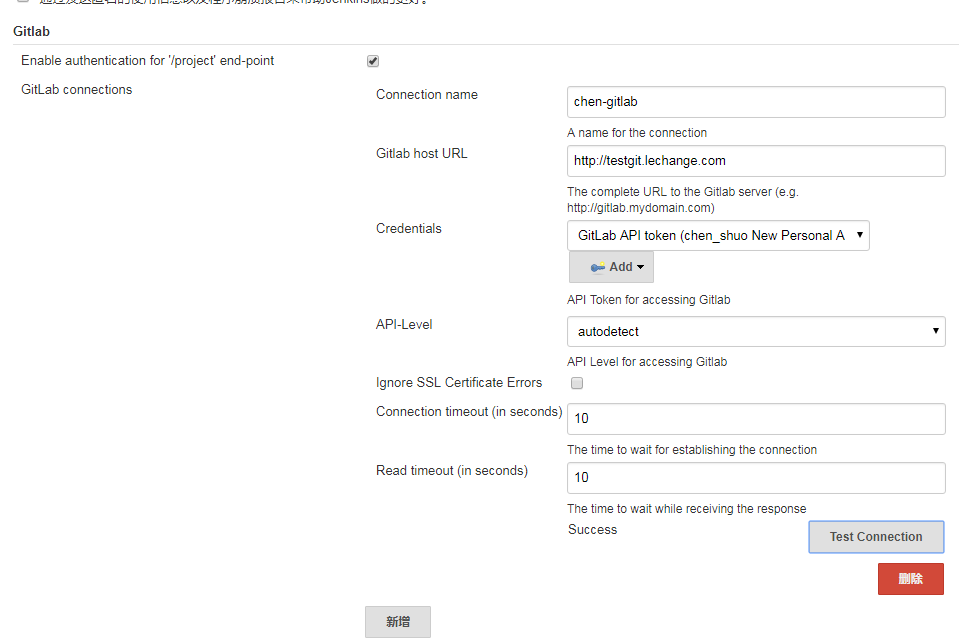 Gitlab
Enable authentication for '/project' end-point
GitLab connections
Connection name
chen-gitlab
A name for the connection
Gitlab host URL
http://testgit.lechange.com
The complete URL to the Gitlab server (e.g.
http://gitlab.mydomain.com)
Credentials
GitLab API token (chen_shuo New Personal A
Add
API Token for accessing Gitlab
API-Level
autodetect
API Level for accessing Gitlab
Ignore SSL Certificate Errors
Connection timeout (in seconds)
10
The time to wait for establishing the connection
Read timeout (in seconds)
10
The time to wait while receiving the response
Success
Test Connection
删除
新增